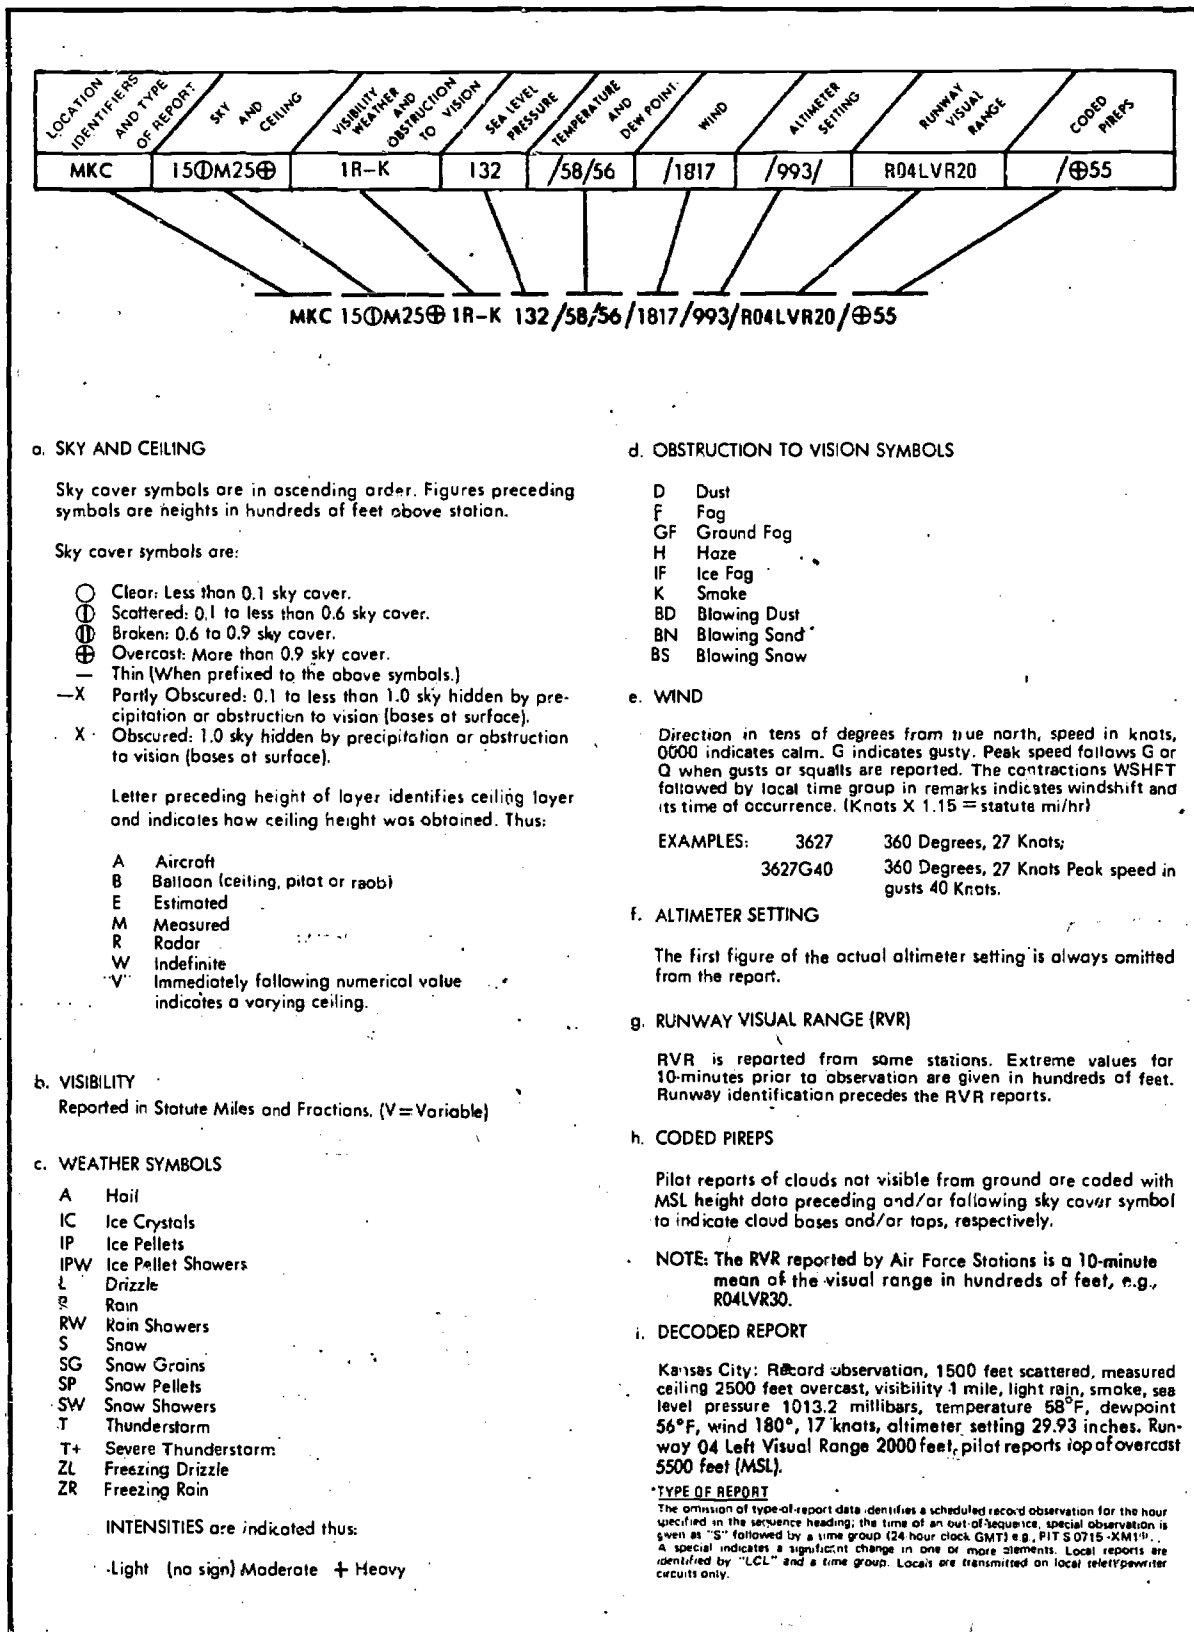 LOCATION IDENTIFIERS AND TYPE OF REPORT
SKY AND CEILING
VISIBILITY WEATHER AND OBSTRUCTION TO VISION
SEA LEVEL PRESSURE
TEMPERATURE AND DEW POINT.
WIND
ALTIMETER SETTING
RUNWAY VISUAL RANGE
CODED PIREPS
MKC 15⦶M25⊕ 1R-K 132 /58/56 /1817 /993/ R04LVR20 /⊕55
MKC 15⦶M25⊕ 1R-K 132/58/56/1817/993/R04LVR20/⊕55
a. SKY AND CEILING
Sky cover symbols are in ascending order. Figures preceding
symbols are heights in hundreds of feet above station.
Sky cover symbols are:
○ Clear: Less than 0.1 sky cover.
⦶ Scattered: 0.1 to less than 0.6 sky cover.
Broken: 0.6 to 0.9 sky cover.
⊕ Overcast: More than 0.9 sky cover.
— Thin (When prefixed to the above symbols.)
—X Partly Obscured: 0.1 to less than 1.0 sky hidden by pre-
cipitation or obstruction to vision (bases at surface).
X Obscured: 1.0 sky hidden by precipitation or obstruction
to vision (bases at surface).
Letter preceding height of layer identifies ceiling layer
and indicates how ceiling height was obtained. Thus:
A Aircraft
B Balloon (ceiling, pilot or raob)
E Estimated
M Measured
R Radar
W Indefinite
"V" Immediately following numerical value
indicates a varying ceiling.
b. VISIBILITY
Reported in Statute Miles and Fractions. (V=Variable)
c. WEATHER SYMBOLS
A Hail
IC Ice Crystals
IP Ice Pellets
IPW Ice Pellet Showers
L Drizzle
R Rain
RW Rain Showers
S Snow
SG Snow Grains
SP Snow Pellets
SW Snow Showers
T Thunderstorm
T+ Severe Thunderstorm
ZL Freezing Drizzle
ZR Freezing Rain
INTENSITIES are indicated thus:
-Light (no sign) Moderate + Heavy
d. OBSTRUCTION TO VISION SYMBOLS
D Dust
F Fog
GF Ground Fog
H Haze
IF Ice Fog
K Smoke
BD Blowing Dust
BN Blowing Sand
BS Blowing Snow
e. WIND
Direction in tens of degrees from true north, speed in knots,
0000 indicates calm. G indicates gusty. Peak speed follows G or
Q when gusts or squalls are reported. The contractions WSHFT
followed by local time group in remarks indicates windshift and
its time of occurrence. (Knots X 1.15 = statute mi/hr)
EXAMPLES: 3627 360 Degrees, 27 Knots;
3627G40 360 Degrees, 27 Knots Peak speed in
gusts 40 Knots.
f. ALTIMETER SETTING
The first figure of the actual altimeter setting is always omitted
from the report.
g. RUNWAY VISUAL RANGE (RVR)
RVR is reported from some stations. Extreme values for
10-minutes prior to observation are given in hundreds of feet.
Runway identification precedes the RVR reports.
h. CODED PIREPS
Pilot reports of clouds not visible from ground are coded with
MSL height data preceding and/or following sky cover symbol
to indicate cloud bases and/or tops, respectively.
NOTE: The RVR reported by Air Force Stations is a 10-minute
mean of the visual range in hundreds of feet, e.g.,
R04LVR30.
i. DECODED REPORT
Kansas City: Record observation, 1500 feet scattered, measured
ceiling 2500 feet overcast, visibility 1 mile, light rain, smoke, sea
level pressure 1013.2 millibars, temperature 58°F, dewpoint
56°F, wind 180°, 17 knots, altimeter setting 29.93 inches. Run-
way 04 Left Visual Range 2000 feet, pilot reports top of overcast
5500 feet (MSL).
*TYPE OF REPORT
The omission of type-of-report data identifies a scheduled record observation for the hour
specified in the sequence heading; the time of an out-of-sequence, special observation is
given as "S" followed by a time group (24 hour clock GMT) e.g., PIT S 0715 -XM1
A special indicates a significant change in one or more elements. Local reports are
identified by "LCL" and a time group. Locals are transmitted on local teletypewriter
circuits only.